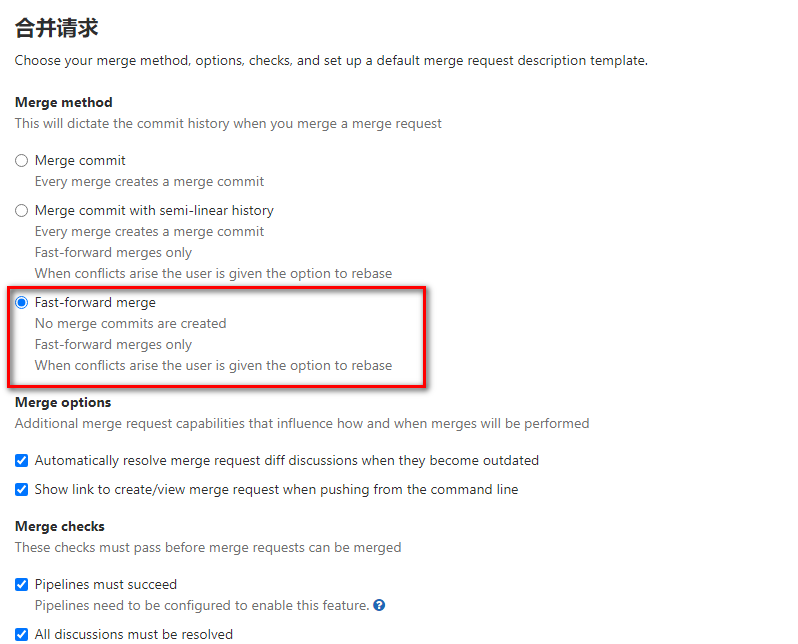 合并请求
Choose your merge method, options, checks, and set up a default merge request description template.
Merge method
This will dictate the commit history when you merge a merge request
Merge commit
Every merge creates a merge commit
Merge commit with semi-linear history
Every merge creates a merge commit
Fast-forward merges only
When conflicts arise the user is given the option to rebase
Fast-forward merge
No merge commits are created
Fast-forward merges only
When conflicts arise the user is given the option to rebase
Merge options
Additional merge request capabilities that influence how and when merges will be performed
Automatically resolve merge request diff discussions when they become outdated
Show link to create/view merge request when pushing from the command line
Merge checks
These checks must pass before merge requests can be merged
Pipelines must succeed
Pipelines need to be configured to enable this feature. ?
All discussions must be resolved